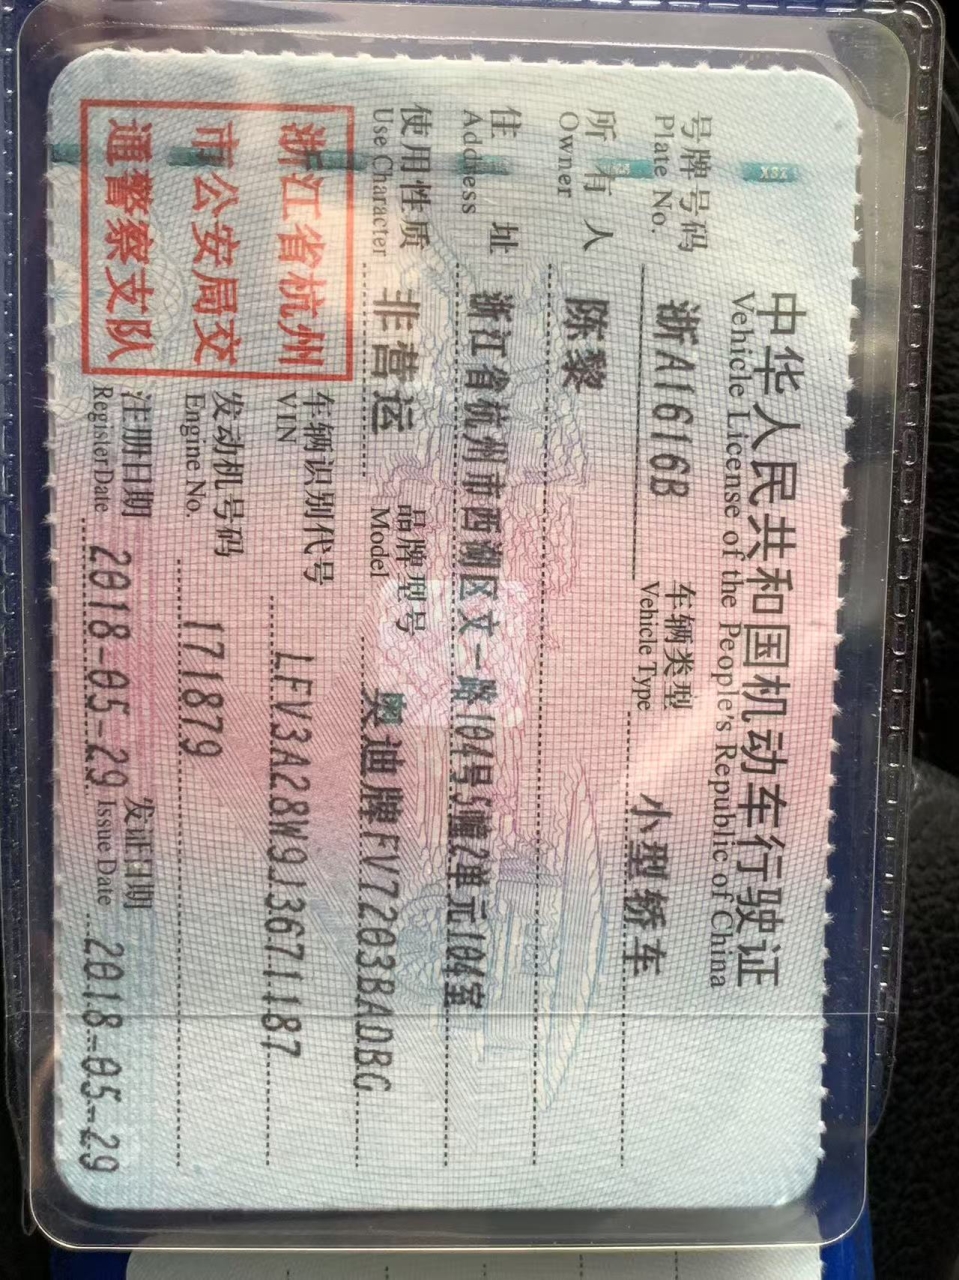 中华人民共和国机动车行驶证
Vehicle License of the People's Republic of China
号牌号码 浙A1616B 车辆类型 小型轿车
Plate No. Vehicle Type
所有人 陈黎
Owner
住址 浙江省杭州市西湖区文一路104号5幢2单元104室
Address
使用性质 非营运 品牌型号 奥迪牌FV7203BADBG
Use Character Model
浙江省杭州
市公安局交
通警察支队
车辆识别代号 LFV3A28W9J3671187
VIN
发动机号码 171879
Engine No.
注册日期 2018-05-29 发证日期 2018-05-29
Register Date Issue Date
XSZ